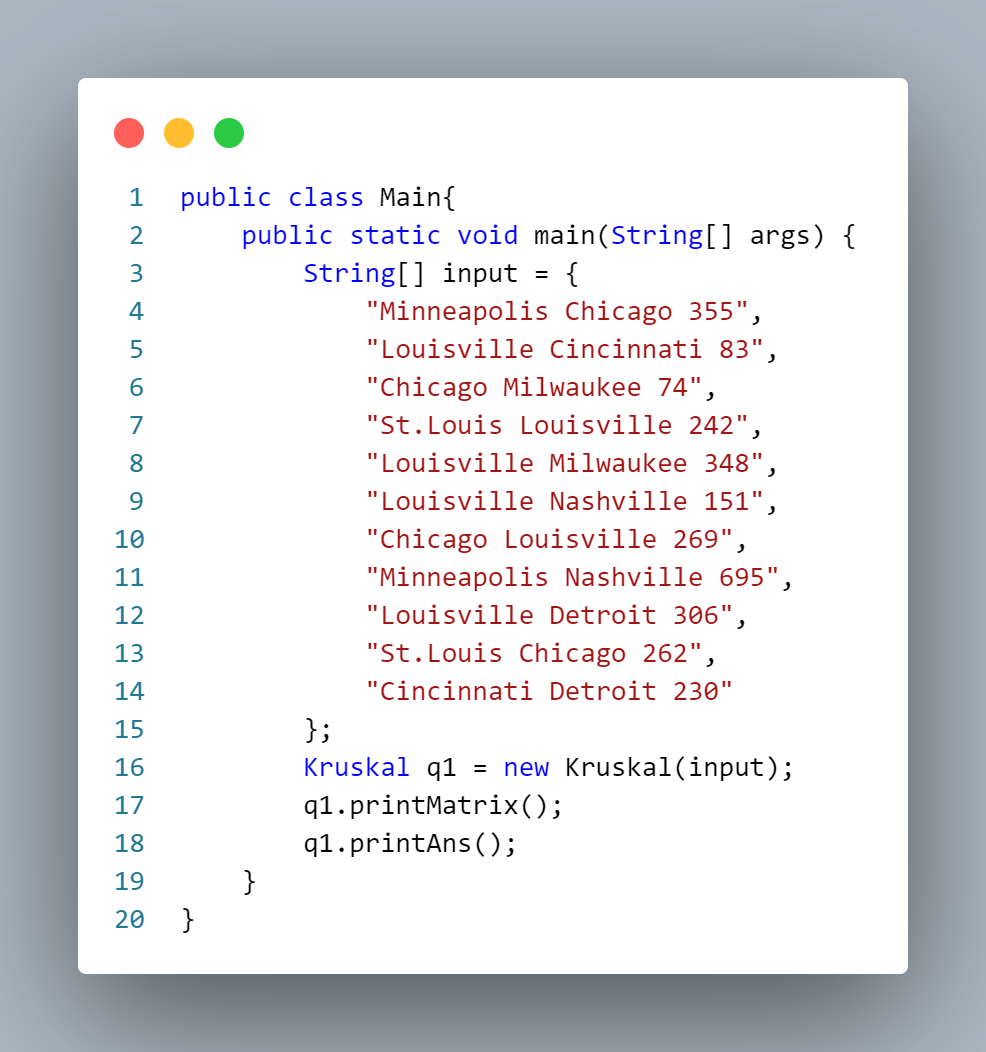 1 public class Main{
2     public static void main(String[] args) {
3         String[] input = {
4             "Minneapolis Chicago 355",
5             "Louisville Cincinnati 83",
6             "Chicago Milwaukee 74",
7             "St.Louis Louisville 242",
8             "Louisville Milwaukee 348",
9             "Louisville Nashville 151",
10             "Chicago Louisville 269",
11             "Minneapolis Nashville 695",
12             "Louisville Detroit 306",
13             "St.Louis Chicago 262",
14             "Cincinnati Detroit 230"
15         };
16         Kruskal q1 = new Kruskal(input);
17         q1.printMatrix();
18         q1.printAns();
19     }
20 }